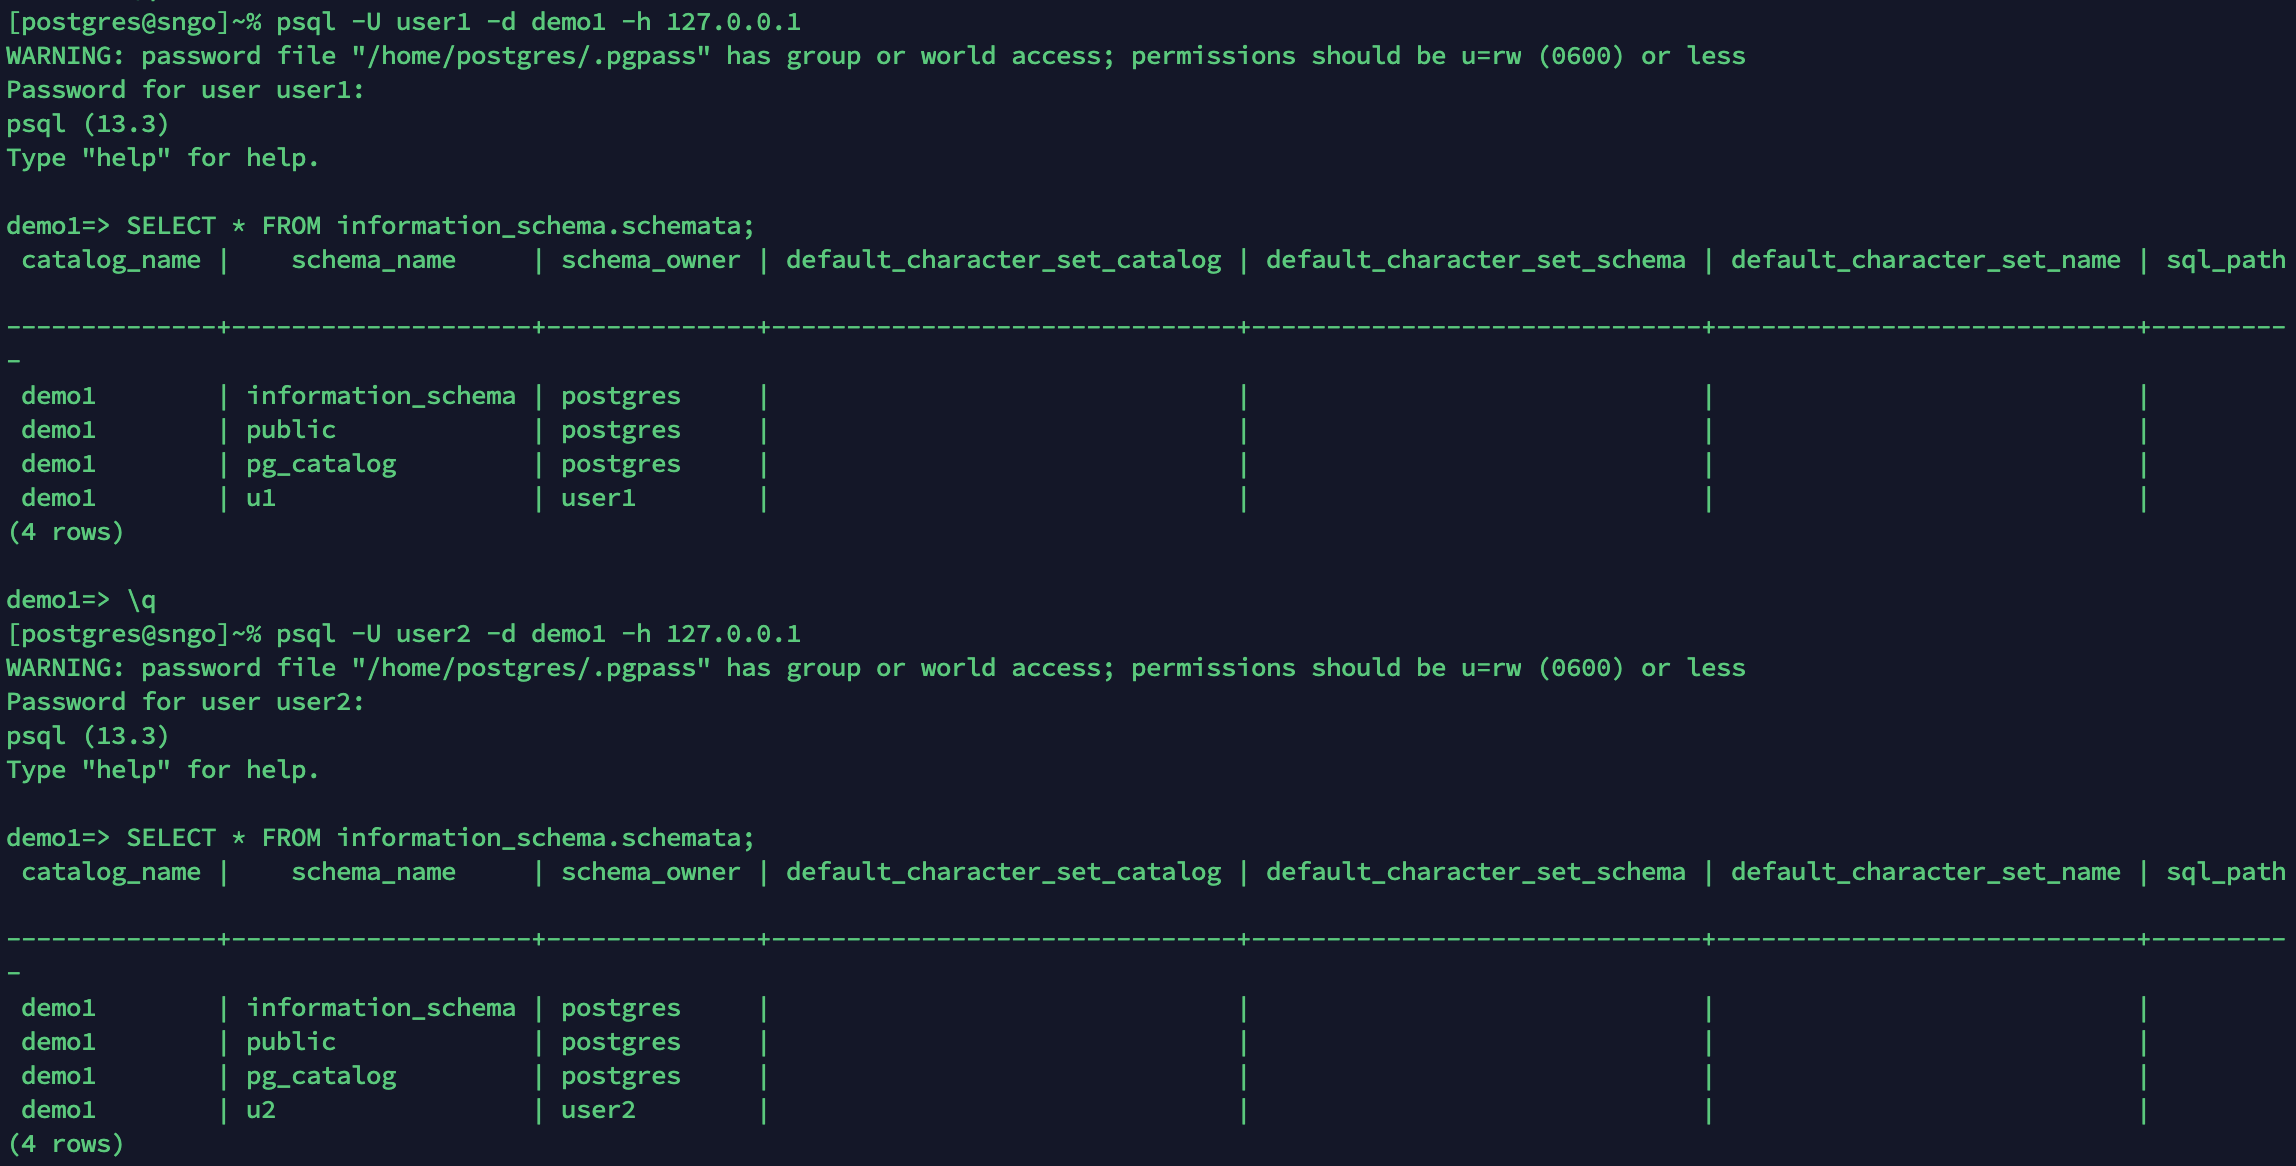 [postgres@sngo]~% psql -U user1 -d demo1 -h 127.0.0.1
WARNING: password file "/home/postgres/.pgpass" has group or world access; permissions should be u=rw (0600) or less
Password for user user1:
psql (13.3)
Type "help" for help.

demo1=> SELECT * FROM information_schema.schemata;
 catalog_name |    schema_name     | schema_owner | default_character_set_catalog | default_character_set_schema | default_character_set_name | sql_path

--------------+--------------------+--------------+-------------------------------+------------------------------+----------------------------+---------
-
 demo1        | information_schema | postgres     |                               |                              |                            |
 demo1        | public             | postgres     |                               |                              |                            |
 demo1        | pg_catalog         | postgres     |                               |                              |                            |
 demo1        | u1                 | user1        |                               |                              |                            |
(4 rows)

demo1=> \q
[postgres@sngo]~% psql -U user2 -d demo1 -h 127.0.0.1
WARNING: password file "/home/postgres/.pgpass" has group or world access; permissions should be u=rw (0600) or less
Password for user user2:
psql (13.3)
Type "help" for help.

demo1=> SELECT * FROM information_schema.schemata;
 catalog_name |    schema_name     | schema_owner | default_character_set_catalog | default_character_set_schema | default_character_set_name | sql_path

--------------+--------------------+--------------+-------------------------------+------------------------------+----------------------------+---------
-
 demo1        | information_schema | postgres     |                               |                              |                            |
 demo1        | public             | postgres     |                               |                              |                            |
 demo1        | pg_catalog         | postgres     |                               |                              |                            |
 demo1        | u2                 | user2        |                               |                              |                            |
(4 rows)